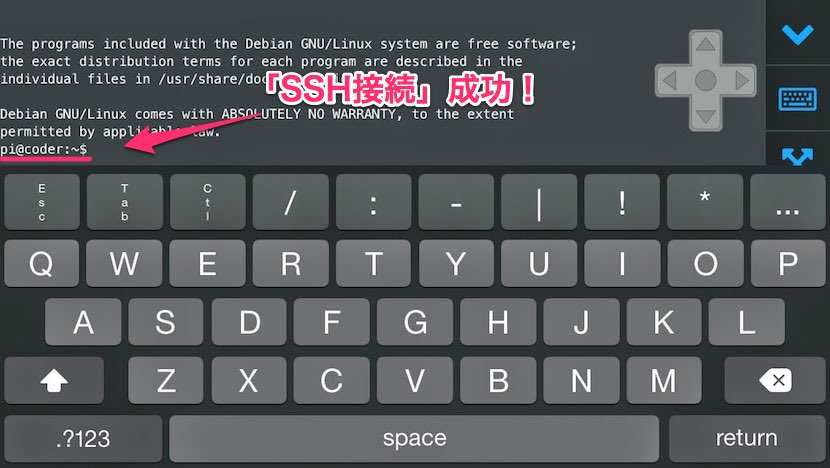 The programs included with the Debian GNU/Linux system are free software;
the exact distribution terms for each program are described in the
individual files in /usr/share/doc
「SSH接続」成功！
Debian GNU/Linux comes with ABSOLUTELY NO WARRANTY, to the extent
permitted by applicable law.
pi@coder:~$
Esc Tab Ctl / : - | ! * ...
Q W E R T Y U I O P
A S D F G H J K L
Z X C V B N M
.?123 space return